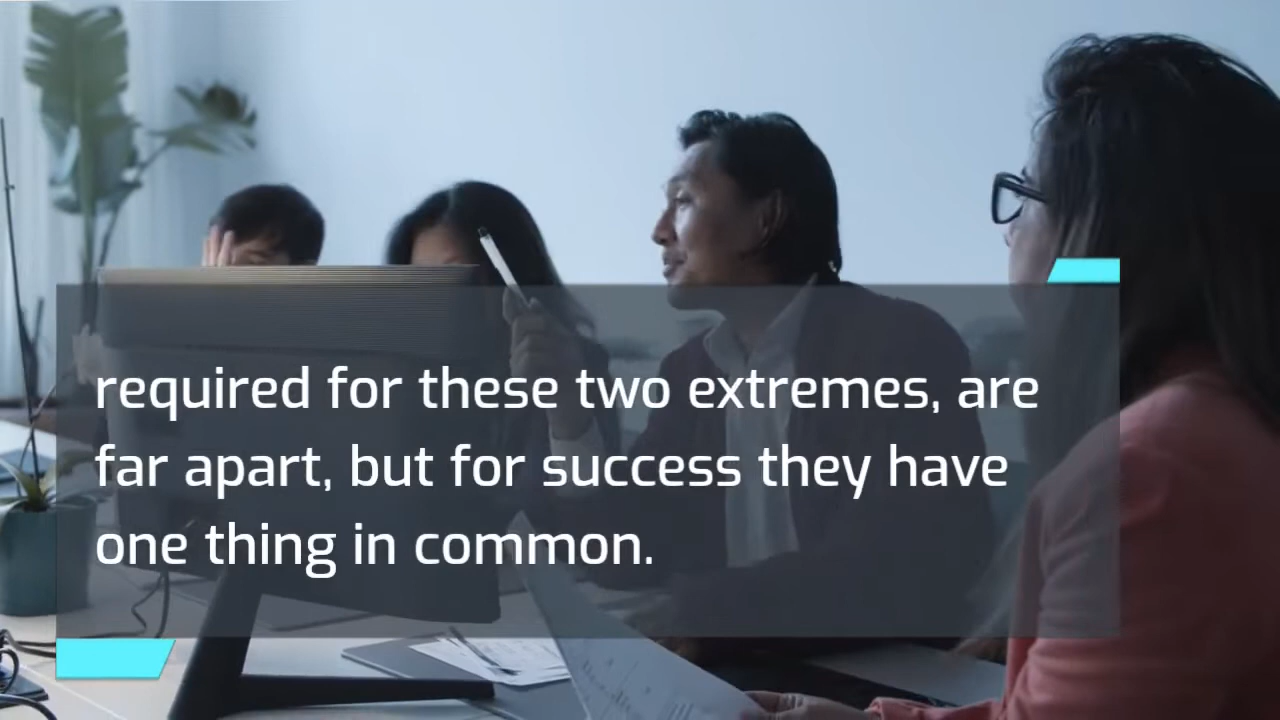 required for these two extremes, are
far apart, but for success they have
one thing in common.